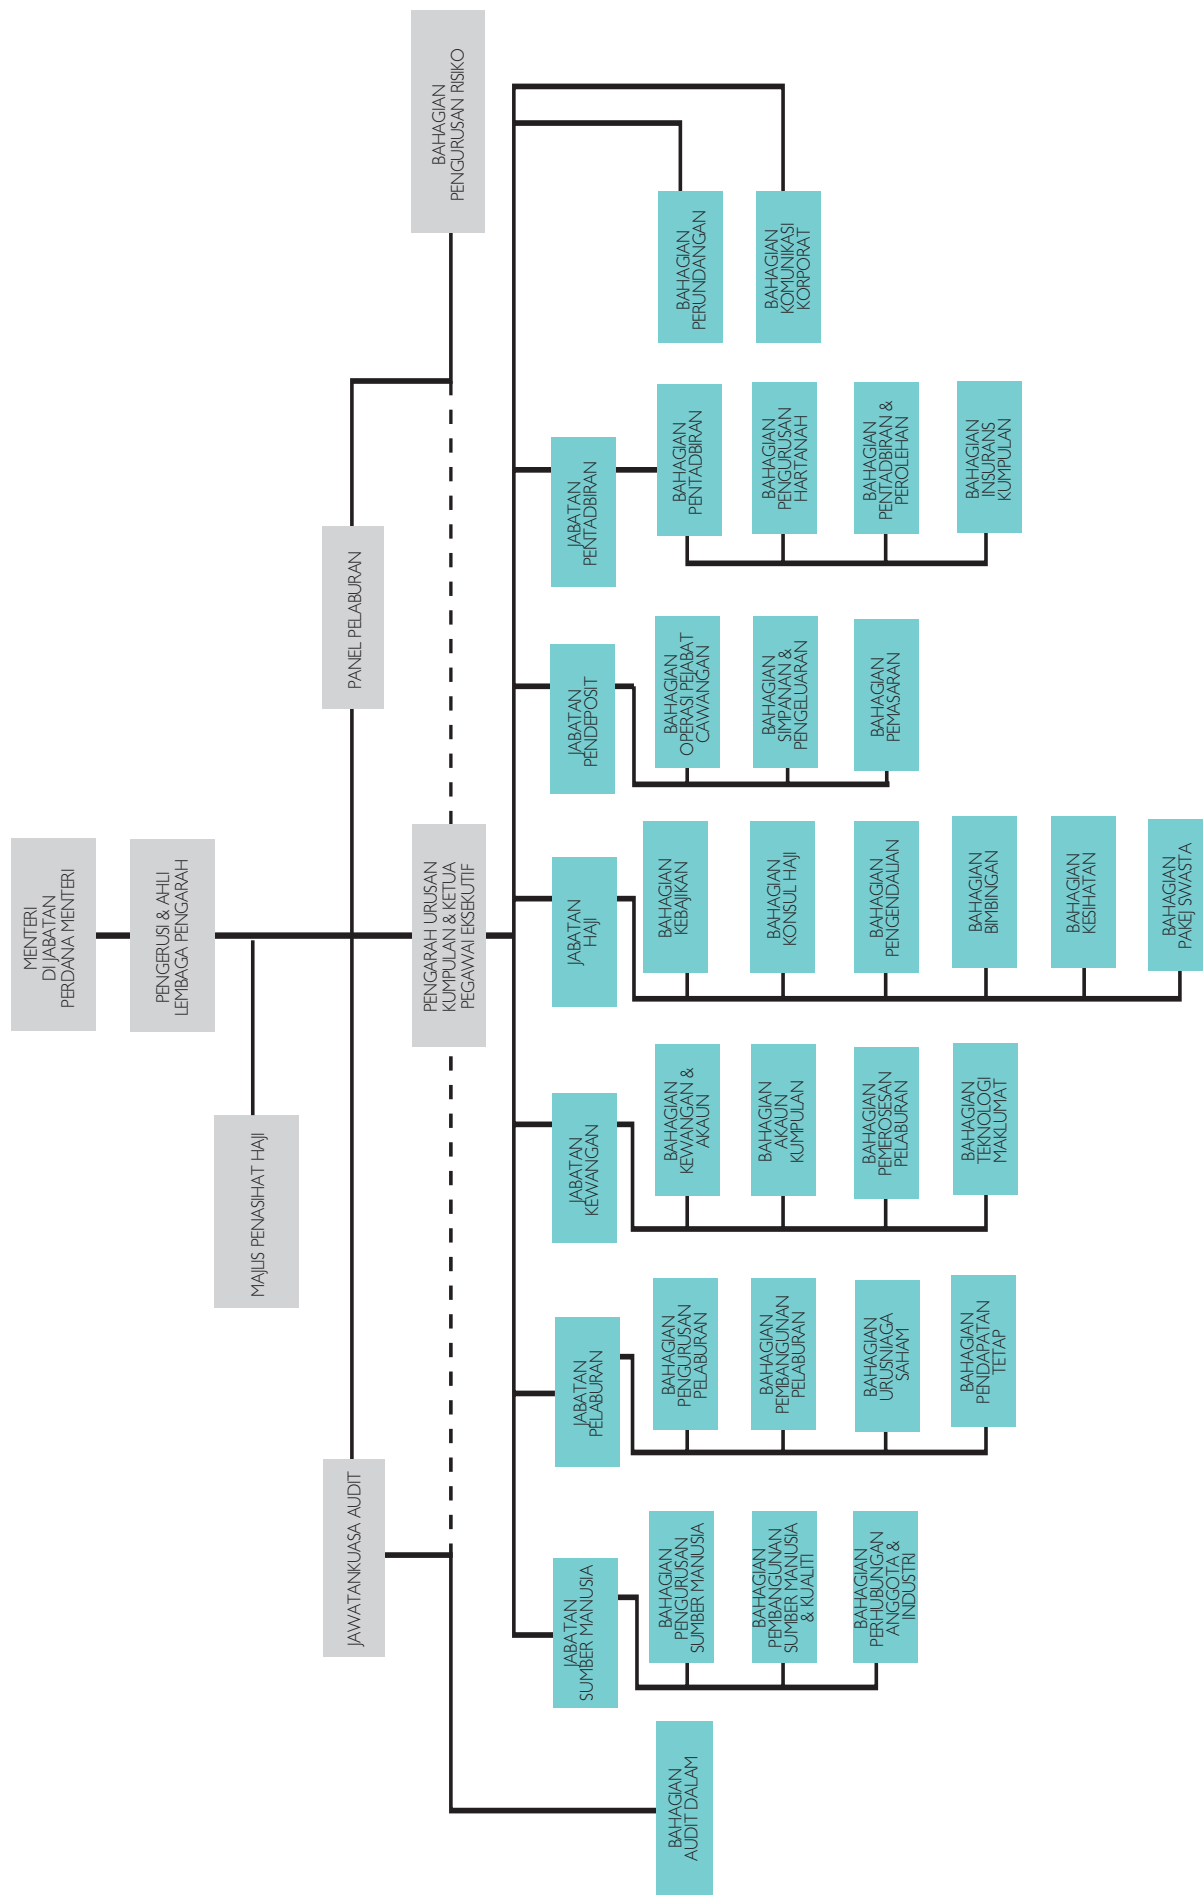 MENTERI
DI JABATAN
PERDANA MENTERI
PENGERUSI & AHLI
LEMBAGA PENGARAH
MAJLIS PENASIHAT HAJI
JAWATANKUASA AUDIT
PANEL PELABURAN
PENGARAH URUSAN
KUMPULAN & KETUA
PEGAWAI EKSEKUTIF
BAHAGIAN
PENGURUSAN RISIKO
BAHAGIAN
AUDIT DALAM
JABATAN
SUMBER MANUSIA
BAHAGIAN
PENGURUSAN
SUMBER MANUSIA
BAHAGIAN
PEMBANGUNAN
SUMBER MANUSIA
& KUALITI
BAHAGIAN
PERHUBUNGAN
ANGGOTA &
INDUSTRI
JABATAN
PELABURAN
BAHAGIAN
PENGURUSAN
PELABURAN
BAHAGIAN
PEMBANGUNAN
PELABURAN
BAHAGIAN
URUSNIAGA
SAHAM
BAHAGIAN
PENDAPATAN
TETAP
JABATAN
KEWANGAN
BAHAGIAN
KEWANGAN &
AKAUN
BAHAGIAN
AKAUN
KUMPULAN
BAHAGIAN
PEMEROSESAN
PELABURAN
BAHAGIAN
TEKNOLOGI
MAKLUMAT
JABATAN
HAJI
BAHAGIAN
KEBAJIKAN
BAHAGIAN
KONSUL HAJI
BAHAGIAN
PENGENDALIAN
BAHAGIAN
BIMBINGAN
BAHAGIAN
KESIHATAN
BAHAGIAN
PAKEJ SWASTA
JABATAN
PENDEPOSIT
BAHAGIAN
OPERASI PEJABAT
CAWANGAN
BAHAGIAN
SIMPANAN &
PENGELUARAN
BAHAGIAN
PEMASARAN
JABATAN
PENTADBIRAN
BAHAGIAN
PENTADBIRAN
BAHAGIAN
PENGURUSAN
HARTANAH
BAHAGIAN
PENTADBIRAN &
PEROLEHAN
BAHAGIAN
INSURANS
KUMPULAN
BAHAGIAN
PERUNDANGAN
BAHAGIAN
KOMUNIKASI
KORPORAT